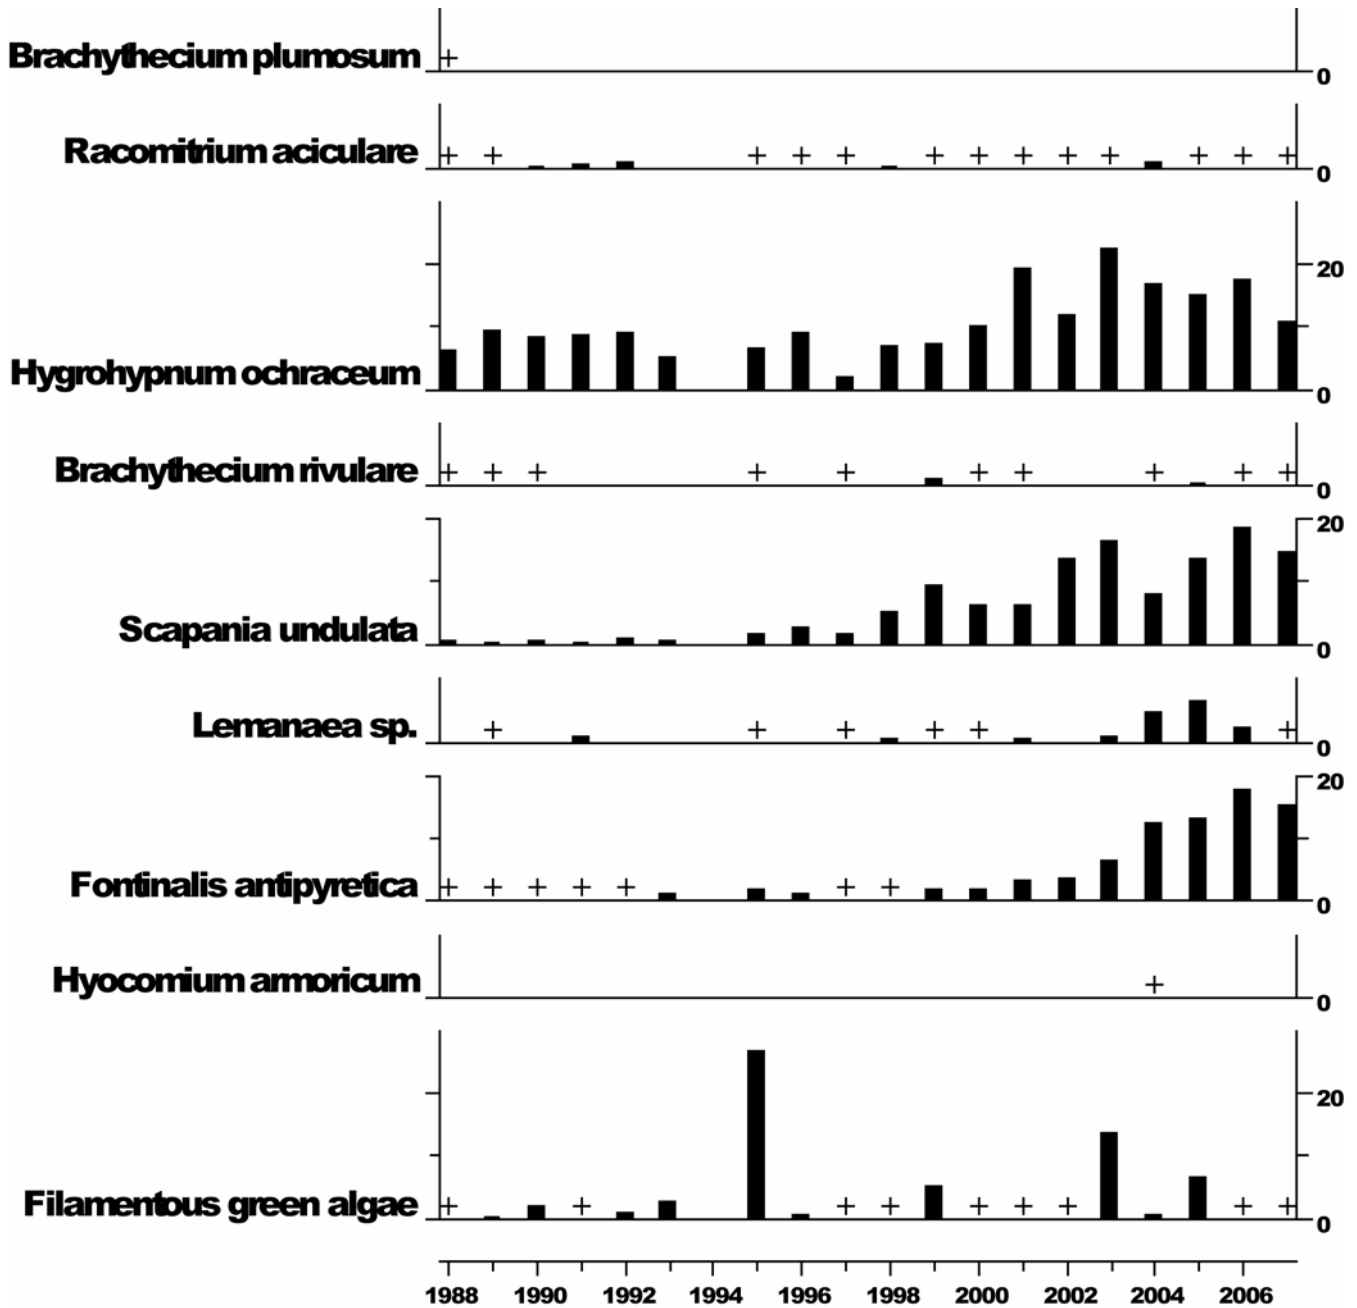 Brachythecium plumosum
0
Racomitrium aciculare
0
20
Hygrohypnum ochraceum
0
Brachythecium rivulare
0
20
Scapania undulata
0
Lemanaea sp.
0
20
Fontinalis antipyretica
0
Hyocomium armoricum
0
20
Filamentous green algae
0
1988 1990 1992 1994 1996 1998 2000 2002 2004 2006